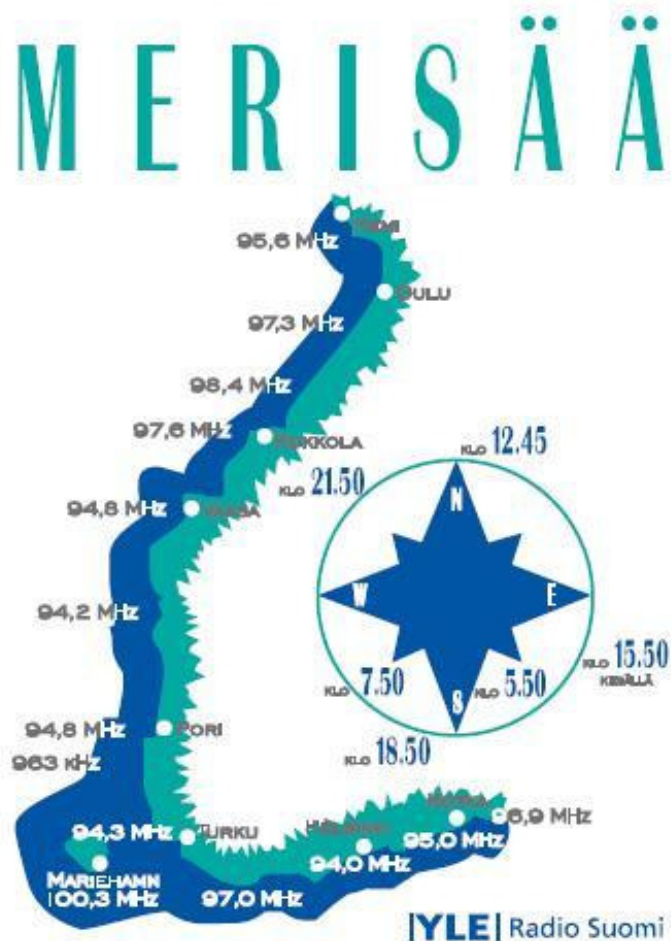 MERISÄÄ
KEMI
95,6 MHz
OULU
97,3 MHz
98,4 MHz
97,6 MHz
KOKKOLA
KLO 12.45
KLO 21.50
94,8 MHz
VAASA
N
W
E
S
94,2 MHz
KLO 15.50
KESÄLLÄ
KLO 7.50
KLO 5.50
94,8 MHz
PORI
963 kHz
KLO 18.50
94,3 MHz
TURKU
HELSINKI
KOTKA
96,9 MHz
95,0 MHz
94,0 MHz
MARIEHAMN
100,3 MHz
97,0 MHz
YLE Radio Suomi